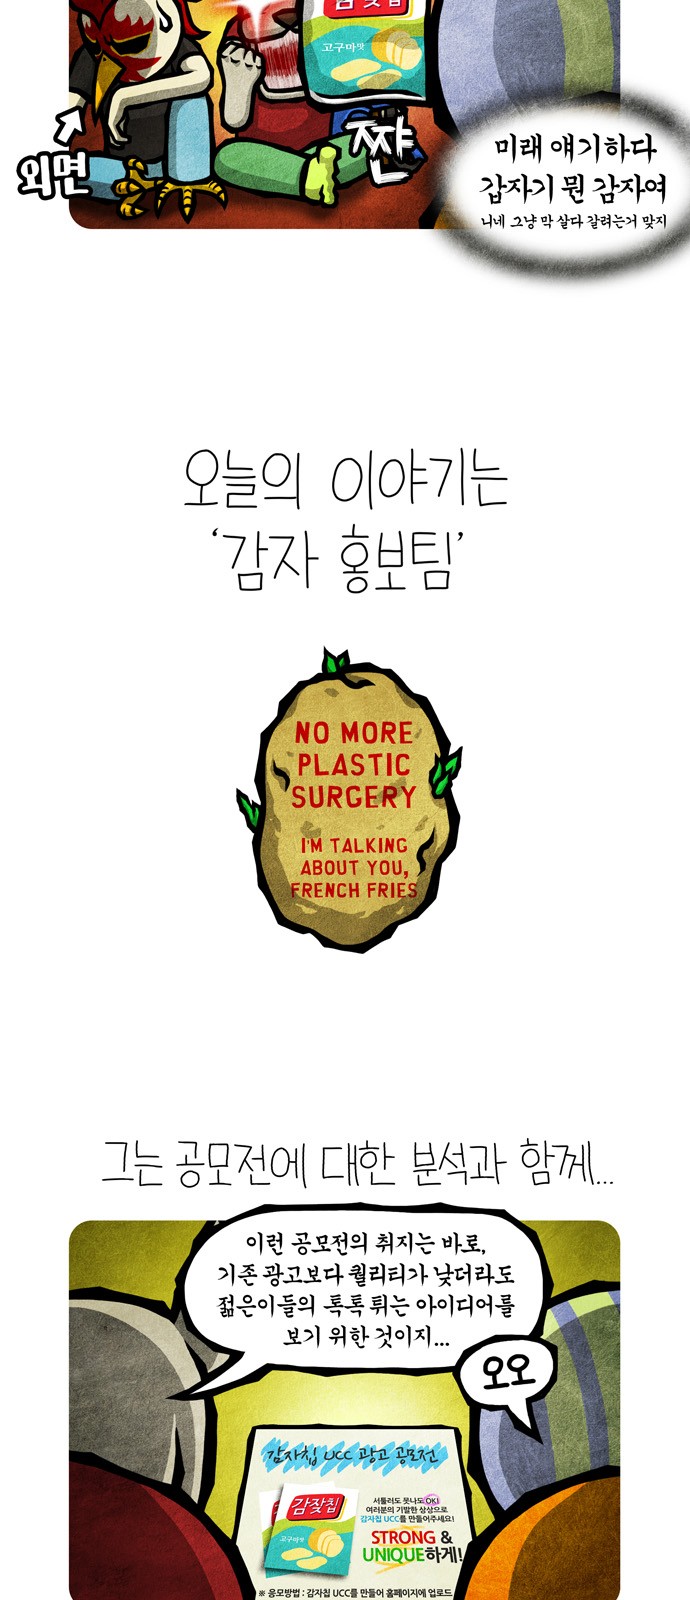 감자칩
고구마맛
짠
외면
미래 얘기하다
갑자기 뭔 감자여
니네 그냥 막 살다 잘려는거 맞지
오늘의 이야기는
‘감자 홍보팀’
NO MORE
PLASTIC
SURGERY
I'M TALKING
ABOUT YOU,
FRENCH FRIES
그는 공모전에 대한 분석과 함께...
이런 공모전의 취지는 바로,
기존 광고보다 퀄리티가 낮더라도
젊은이들의 톡톡 튀는 아이디어를
보기 위한 것이지...
오오
감자칩 UCC 광고 공모전
감잦칩
고구마맛
서툴러도 못나도 OK!
여러분의 기발한 상상으로
감자칩 UCC를 만들어주세요!
STRONG &
UNIQUE하게!
※ 응모방법 : 감자칩 UCC를 만들어 홈페이지에 업로드